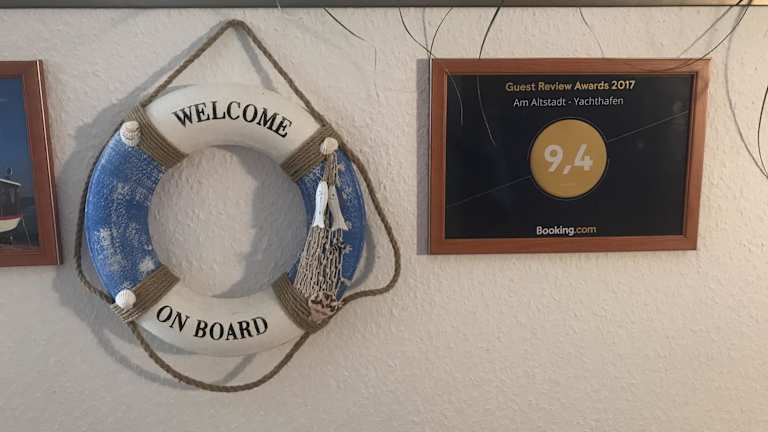 WELCOME
ON BOARD
Guest Review Awards 2017
Am Altstadt - Yachthafen
9,4
Booking.com